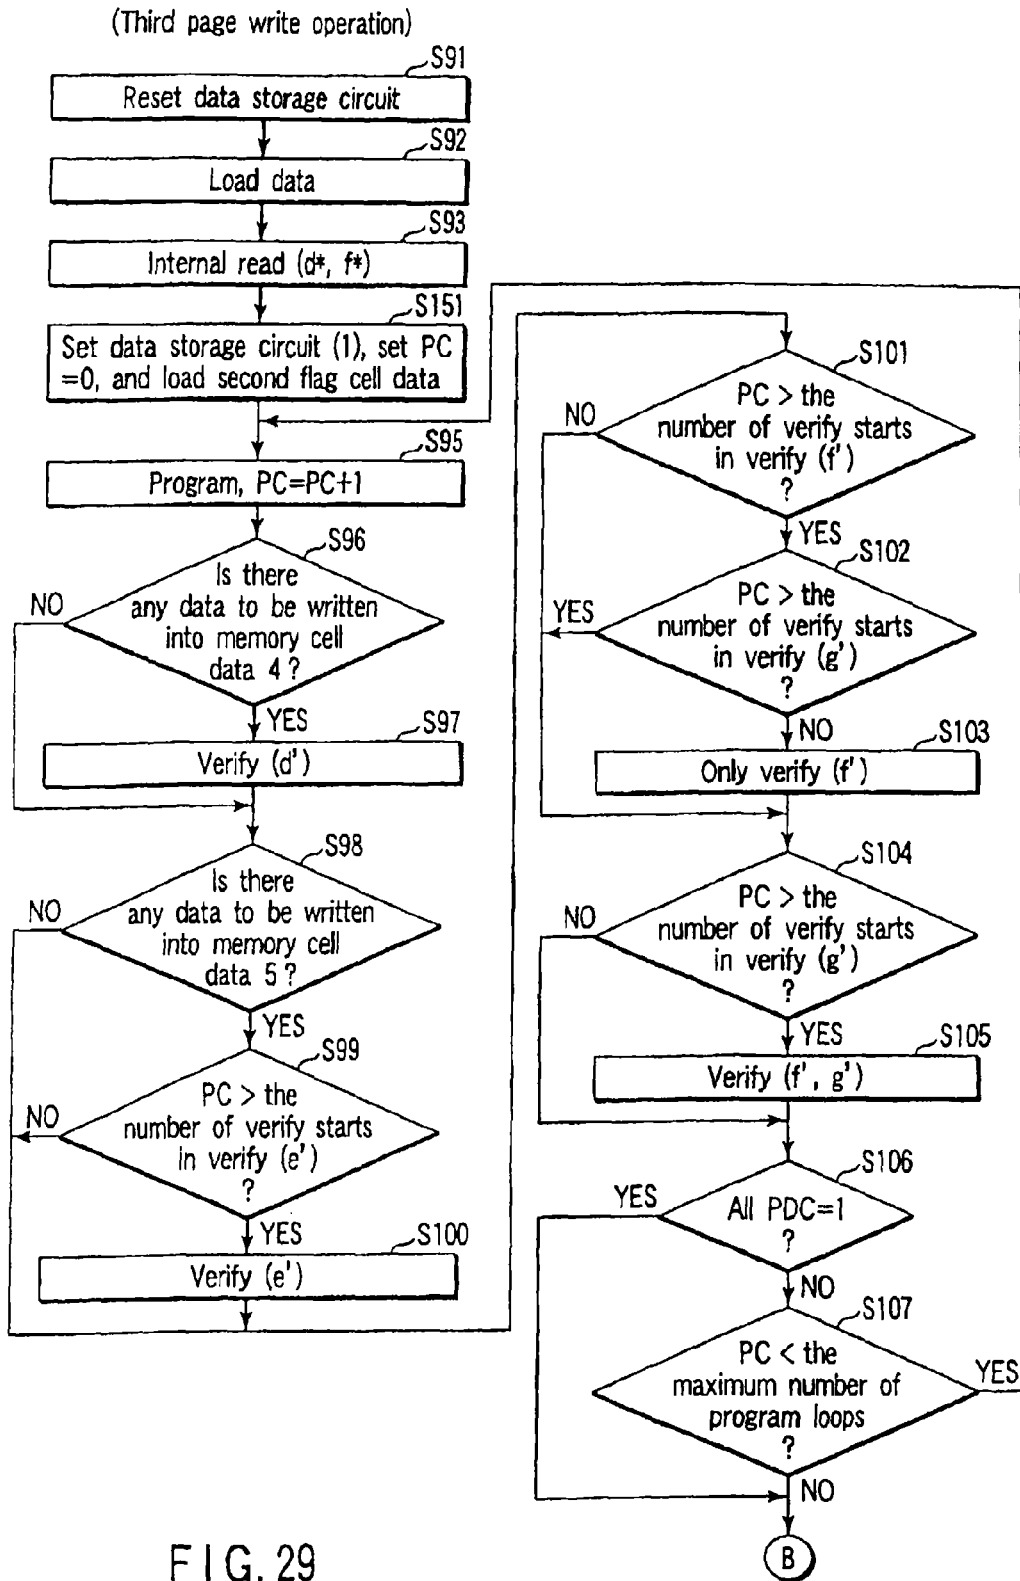 (Third page write operation)
S91
Reset data storage circuit
S92
Load data
S93
Internal read (d*, f*)
S151
Set data storage circuit (1), set PC
=0, and load second flag cell data
S95
Program, PC=PC+1
S96
Is there
any data to be written
into memory cell
data 4 ?
NO
YES
S97
Verify (d')
S98
Is there
any data to be written
into memory cell
data 5 ?
NO
YES
S99
PC > the
number of verify starts
in verify (e')
?
NO
YES
S100
Verify (e')
S101
PC > the
number of verify starts
in verify (f')
?
NO
YES
S102
PC > the
number of verify starts
in verify (g')
?
YES
NO
S103
Only verify (f')
S104
PC > the
number of verify starts
in verify (g')
?
NO
YES
S105
Verify (f', g')
S106
All PDC=1
?
YES
NO
S107
PC < the
maximum number of
program loops
?
YES
NO
B
FIG. 29